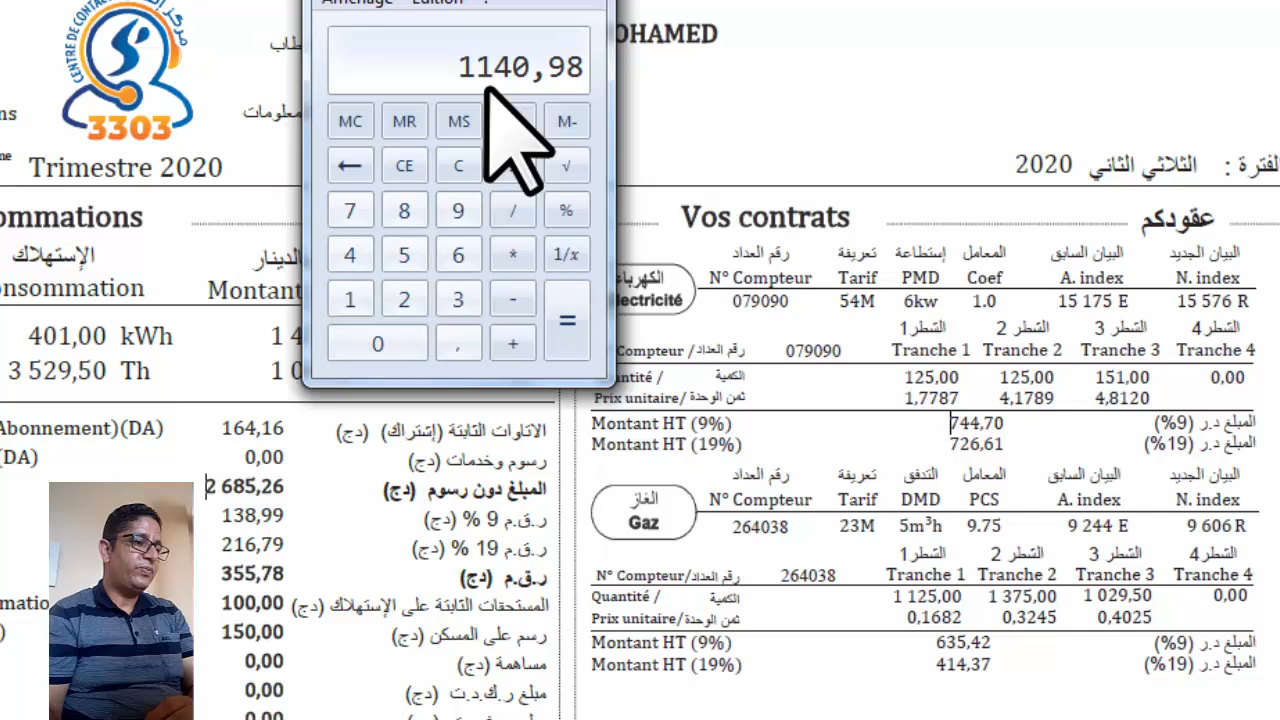 Affichage Edition ?
1140,98
MC MR MS M-
← CE C √
7 8 9 / %
4 5 6 * 1/x
1 2 3 - =
0 , +
CENTRE DE CONTACT
3303
معلومات
Trimestre 2020
OHAMED
الثلاثي الثاني 2020
لفترة :
ommations
Vos contrats
عقودكم
الإستهلاك
الدينار
onsommation
Montant
401,00 kWh
1 4
3 529,50 Th
1 0
Abonnement)(DA) 164,16 الاتاوات الثابتة (إشتراك) (دج)
(DA) 0,00 رسوم وخدمات (دج)
2 685,26 المبلغ دون رسوم (دج)
138,99 ر.ق.م 9 % (دج)
216,79 ر.ق.م 19 % (دج)
355,78 ر.ق.م (دج)
100,00 المستحقات الثابتة على الإستهلاك (دج)
150,00 رسم على المسكن (دج)
0,00 مساهمة (دج)
0,00 مبلغ ر.ك.د.ت (دج)
0,00
الكهرباء
lectricité
رقم العداد تعريفة إستطاعة المعامل البيان السابق البيان الجديد
N° Compteur Tarif PMD Coef A. index N. index
079090 54M 6kw 1.0 15 175 E 15 576 R
الشطر1 الشطر 2 الشطر 3 الشطر4
Compteur / رقم العداد 079090 Tranche 1 Tranche 2 Tranche 3 Tranche 4
antité / الكمية 125,00 125,00 151,00 0,00
Prix unitaire/ ثمن الوحدة 1,7787 4,1789 4,8120
Montant HT (9%) 744,70 المبلغ د.ر (9%)
Montant HT (19%) 726,61 المبلغ د.ر (19%)
الغاز
Gaz
رقم العداد تعريفة التدفق المعامل البيان السابق البيان الجديد
N° Compteur Tarif DMD PCS A. index N. index
264038 23M 5m³h 9.75 9 244 E 9 606 R
الشطر1 الشطر 2 الشطر 3 الشطر4
N° Compteur/رقم العداد 264038 Tranche 1 Tranche 2 Tranche 3 Tranche 4
Quantité / الكمية 1 125,00 1 375,00 1 029,50 0,00
Prix unitaire/ ثمن الوحدة 0,1682 0,3245 0,4025
Montant HT (9%) 635,42 المبلغ د.ر (9%)
Montant HT (19%) 414,37 المبلغ د.ر (19%)